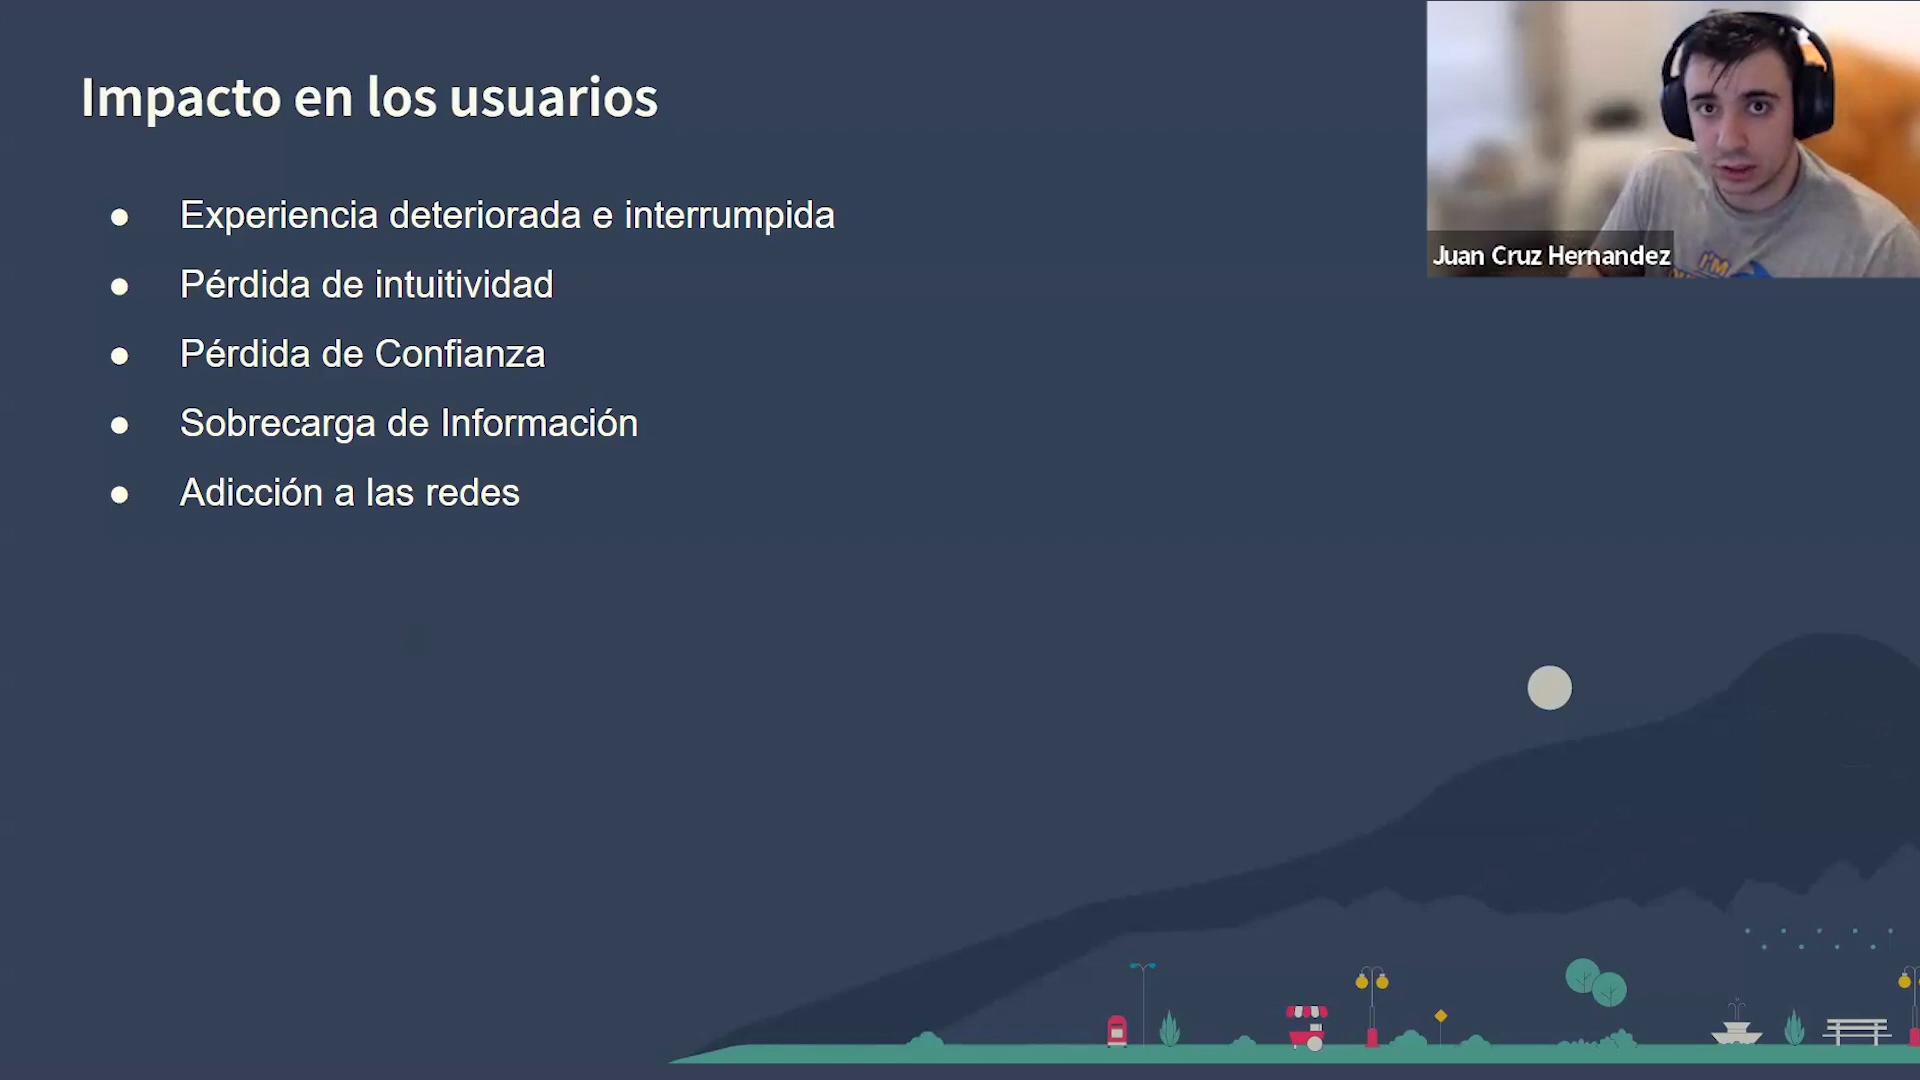 Impacto en los usuarios
● Experiencia deteriorada e interrumpida
● Pérdida de intuitividad
● Pérdida de Confianza
● Sobrecarga de Información
● Adicción a las redes
Juan Cruz Hernandez
I'M